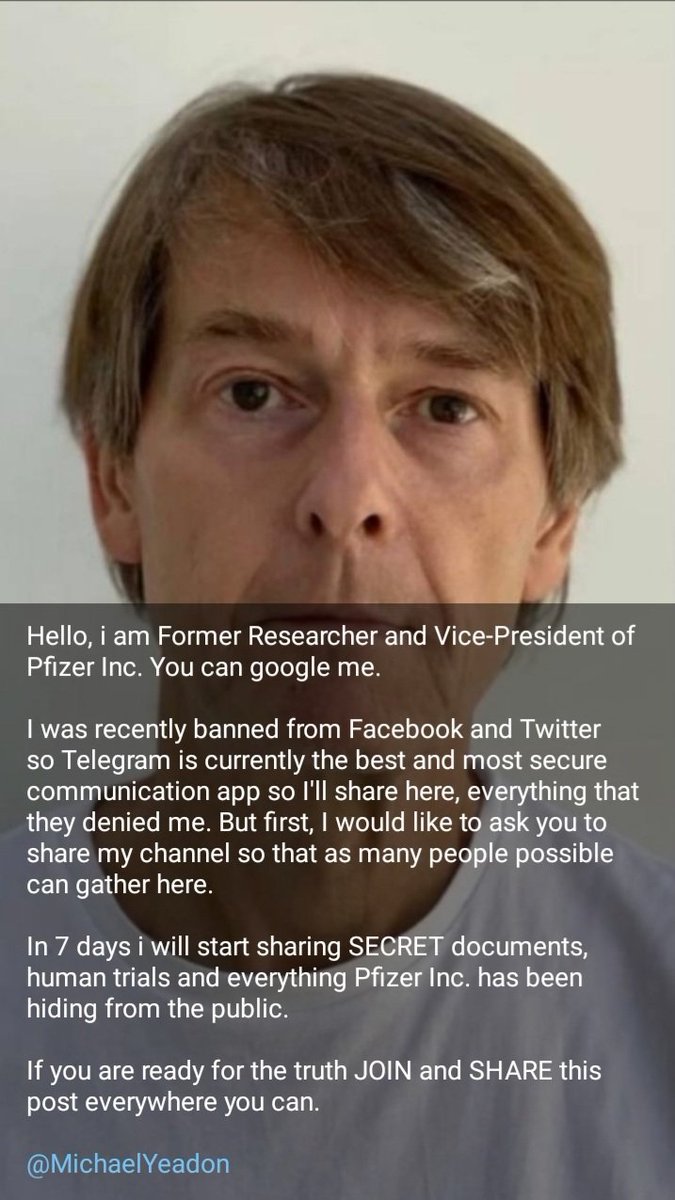 Hello, i am Former Researcher and Vice-President of
Pfizer Inc. You can google me.
I was recently banned from Facebook and Twitter
so Telegram is currently the best and most secure
communication app so I'll share here, everything that
they denied me. But first, I would like to ask you to
share my channel so that as many people possible
can gather here.
In 7 days i will start sharing SECRET documents,
human trials and everything Pfizer Inc. has been
hiding from the public.
If you are ready for the truth JOIN and SHARE this
post everywhere you can.
@MichaelYeadon